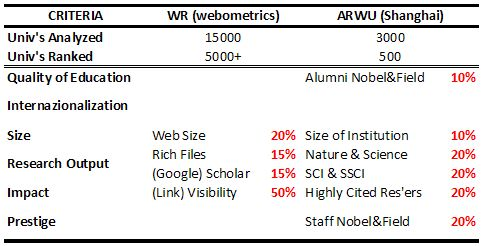 CRITERIA WR (webometrics) ARWU (Shanghai)
Univ's Analyzed 15000 3000
Univ's Ranked 5000+ 500
Quality of Education Alumni Nobel&Field 10%
Internazionalization
Size Web Size 20% Size of Institution 10%
Research Output Rich Files 15% Nature & Science 20%
(Google) Scholar 15% SCI & SSCI 20%
Impact (Link) Visibility 50% Highly Cited Res'ers 20%
Prestige Staff Nobel&Field 20%